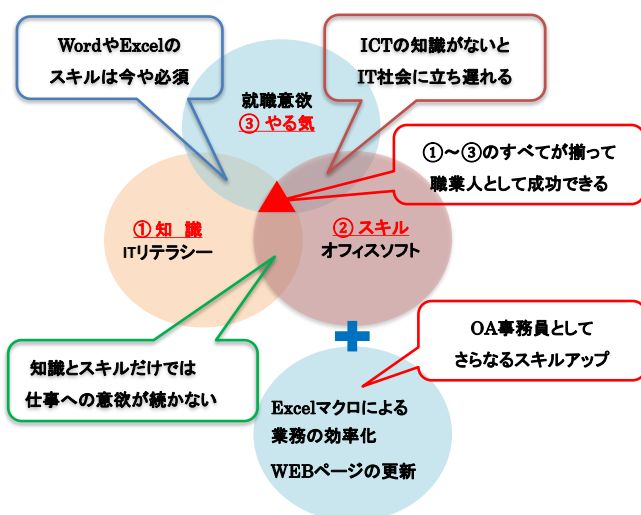 WordやExcelの
スキルは今や必須
ICTの知識がないと
IT社会に立ち遅れる
就職意欲
③ やる気
①～③のすべてが揃って
職業人として成功できる
① 知　識
ITリテラシー
② スキル
オフィスソフト
知識とスキルだけでは
仕事への意欲が続かない
OA事務員として
さらなるスキルアップ
Excelマクロによる
業務の効率化
WEBページの更新